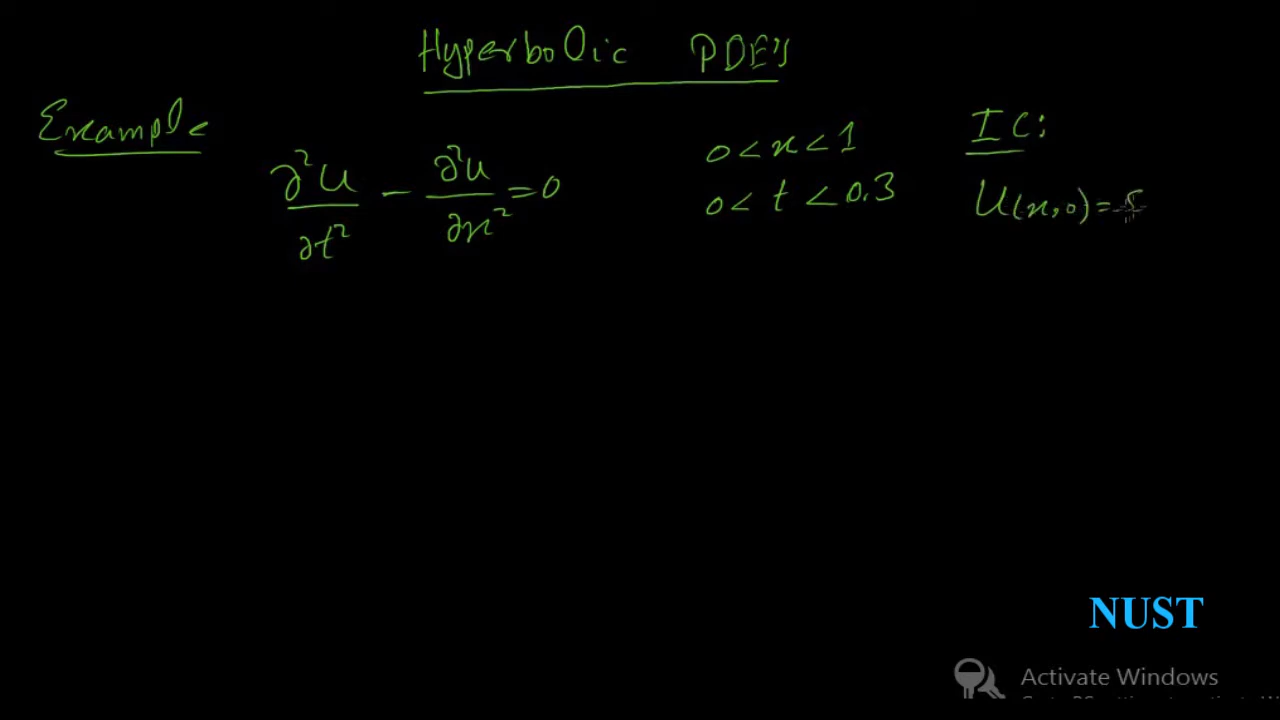 Hyperbolic PDE's
Example
∂²U/∂t² − ∂²u/∂x² = 0
0 < x < 1
0 < t < 0.3
IC:
U(x,0) =
NUST
Activate Windows